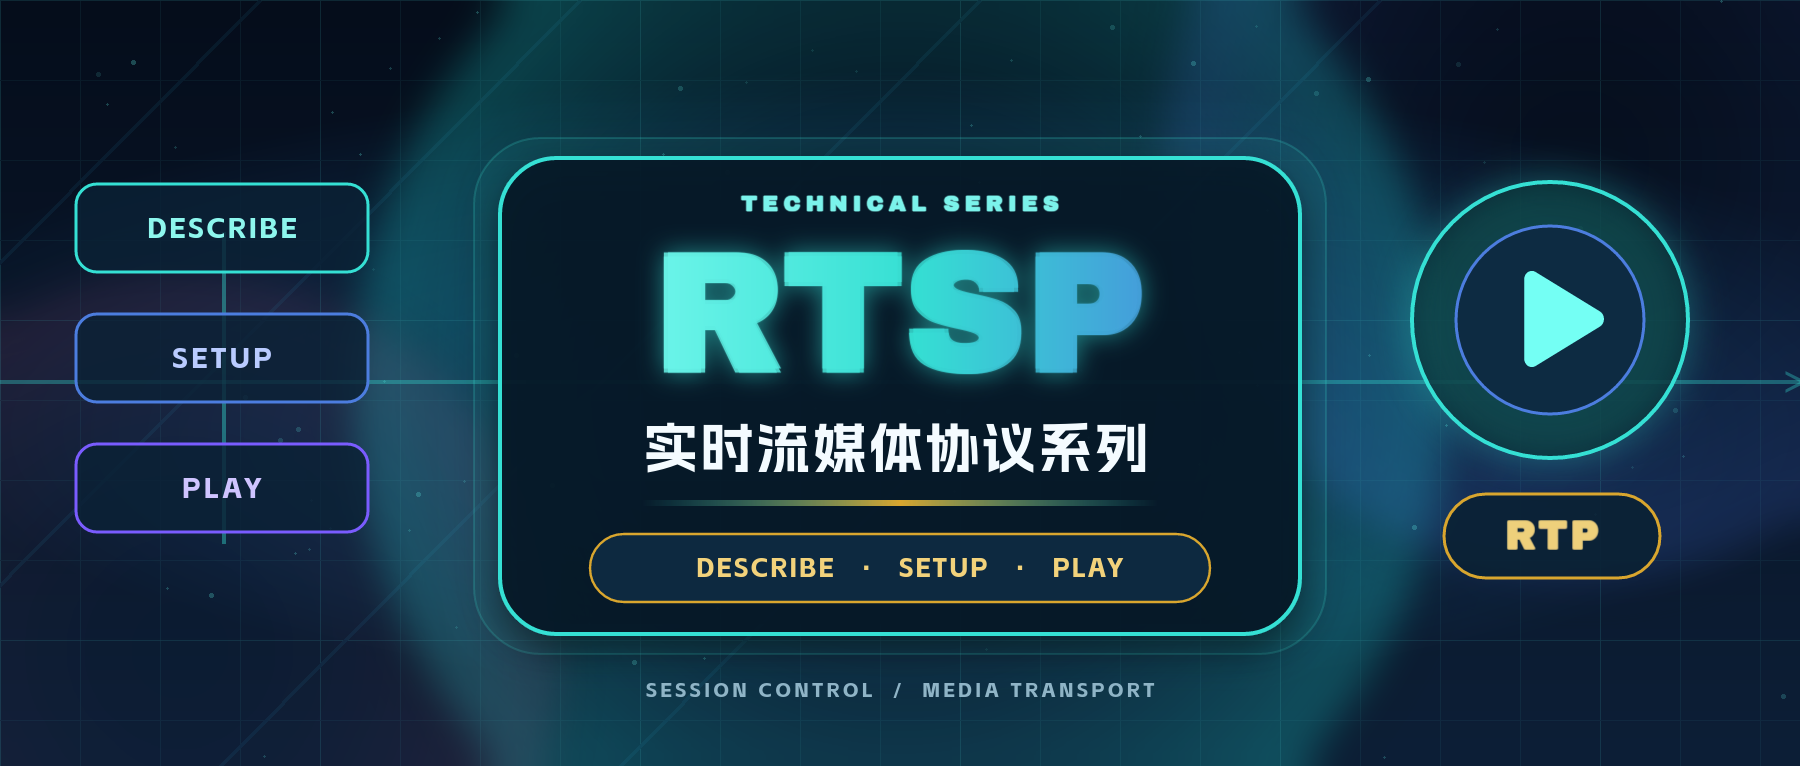 DESCRIBE
SETUP
PLAY
TECHNICAL SERIES
RTSP
实时流媒体协议系列
DESCRIBE · SETUP · PLAY
SESSION CONTROL / MEDIA TRANSPORT
RTP